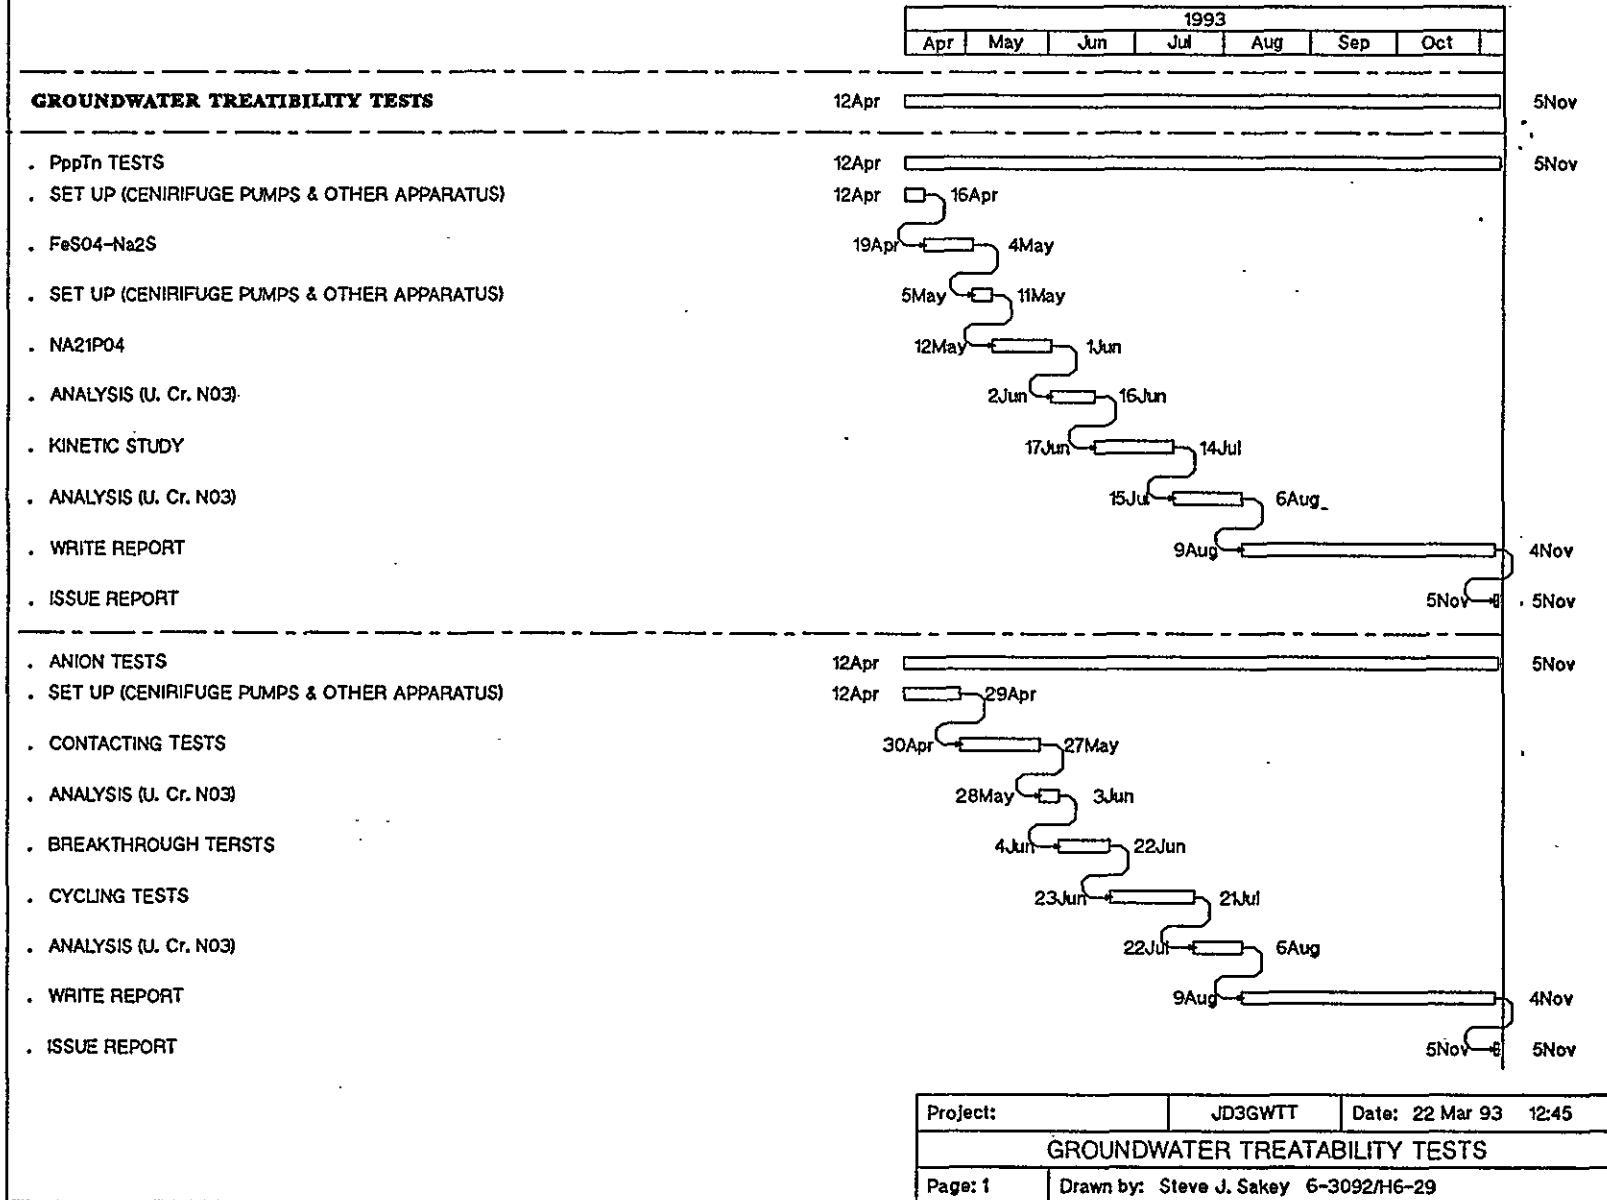 1993
Apr May Jun Jul Aug Sep Oct
GROUNDWATER TREATIBILITY TESTS 12Apr 5Nov
. PppTn TESTS 12Apr 5Nov
. SET UP (CENIRIFUGE PUMPS & OTHER APPARATUS) 12Apr 16Apr
. FeS04-Na2S 19Apr 4May
. SET UP (CENIRIFUGE PUMPS & OTHER APPARATUS) 5May 11May
. NA21P04 12May 1Jun
. ANALYSIS (U. Cr. N03) 2Jun 16Jun
. KINETIC STUDY 17Jun 14Jul
. ANALYSIS (U. Cr. N03) 15Jul 6Aug
. WRITE REPORT 9Aug 4Nov
. ISSUE REPORT 5Nov 5Nov
. ANION TESTS 12Apr 5Nov
. SET UP (CENIRIFUGE PUMPS & OTHER APPARATUS) 12Apr 29Apr
. CONTACTING TESTS 30Apr 27May
. ANALYSIS (U. Cr. N03) 28May 3Jun
. BREAKTHROUGH TERSTS 4Jun 22Jun
. CYCLING TESTS 23Jun 21Jul
. ANALYSIS (U. Cr. N03) 22Jul 6Aug
. WRITE REPORT 9Aug 4Nov
. ISSUE REPORT 5Nov 5Nov
Project: JD3GWTT Date: 22 Mar 93 12:45
GROUNDWATER TREATABILITY TESTS
Page: 1 Drawn by: Steve J. Sakey 6-3092/H6-29